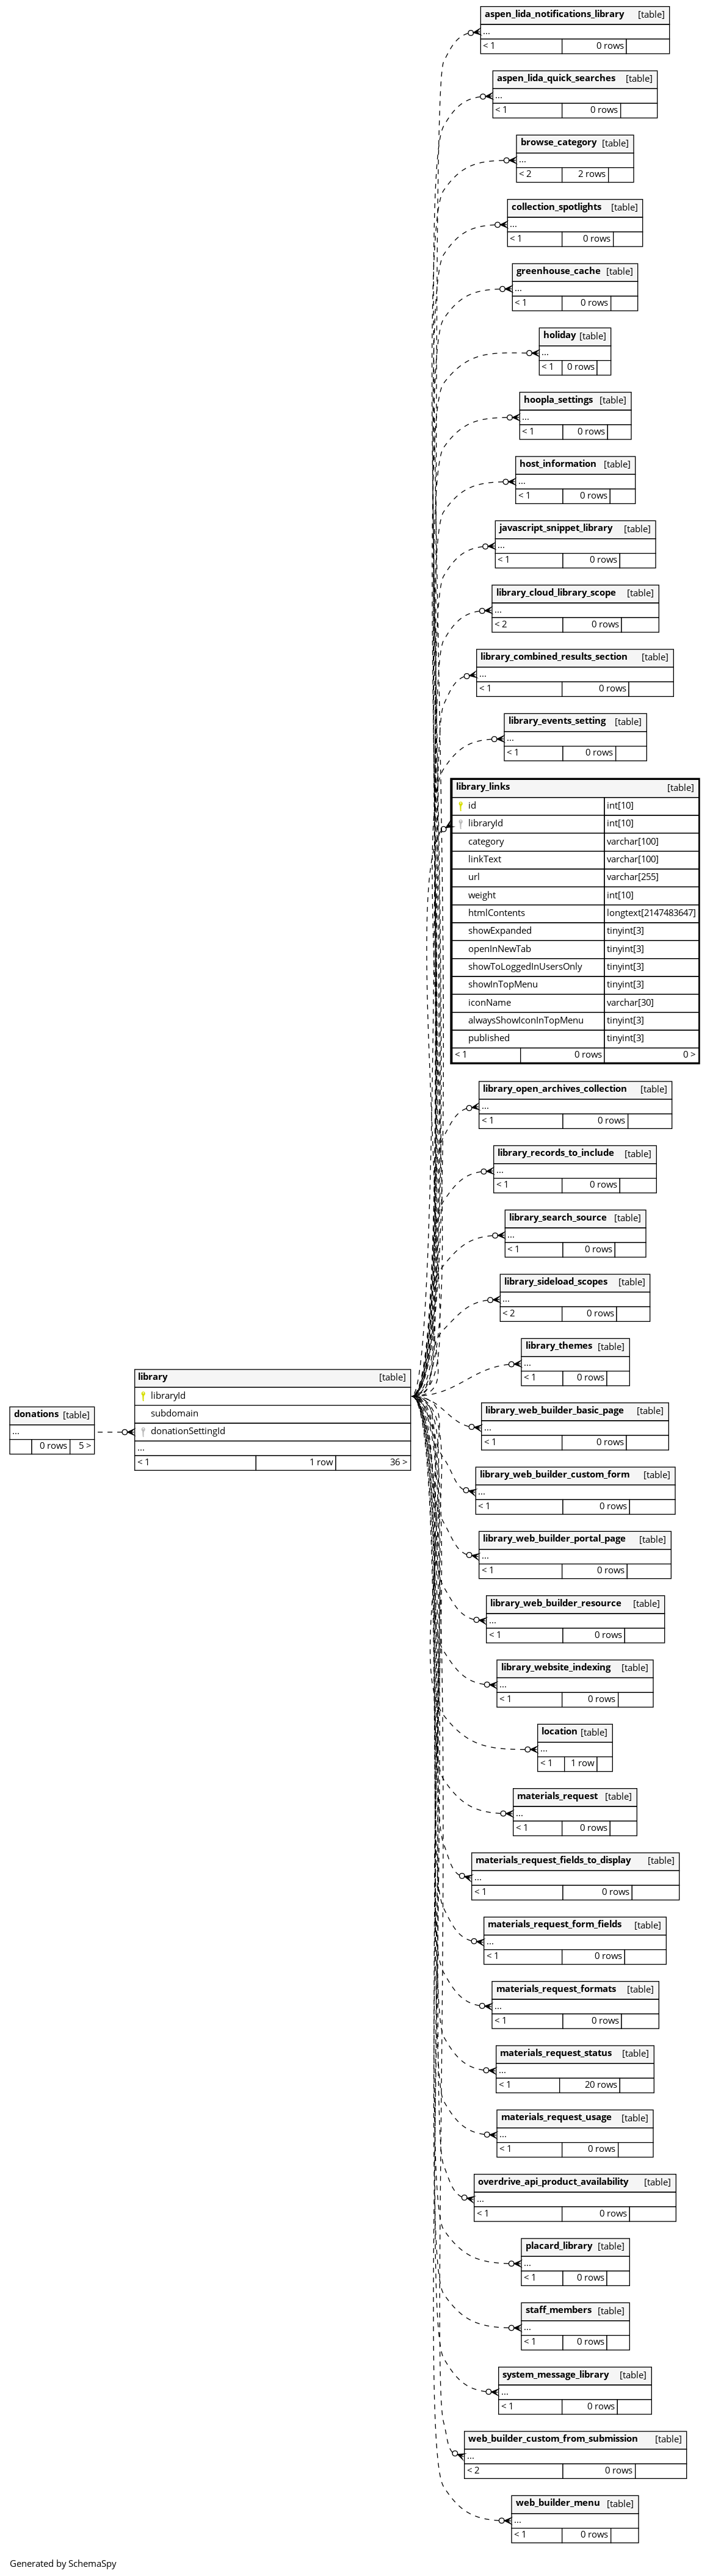 aspen_lida_notifications_library [table]
...
< 1 0 rows
aspen_lida_quick_searches [table]
...
< 1 0 rows
browse_category [table]
...
< 2 2 rows
collection_spotlights [table]
...
< 1 0 rows
greenhouse_cache [table]
...
< 1 0 rows
holiday [table]
...
< 1 0 rows
hoopla_settings [table]
...
< 1 0 rows
host_information [table]
...
< 1 0 rows
javascript_snippet_library [table]
...
< 1 0 rows
library_cloud_library_scope [table]
...
< 2 0 rows
library_combined_results_section [table]
...
< 1 0 rows
library_events_setting [table]
...
< 1 0 rows
library_links [table]
id int[10]
libraryId int[10]
category varchar[100]
linkText varchar[100]
url varchar[255]
weight int[10]
htmlContents longtext[2147483647]
showExpanded tinyint[3]
openInNewTab tinyint[3]
showToLoggedInUsersOnly tinyint[3]
showInTopMenu tinyint[3]
iconName varchar[30]
alwaysShowIconInTopMenu tinyint[3]
published tinyint[3]
< 1 0 rows 0 >
library_open_archives_collection [table]
...
< 1 0 rows
library_records_to_include [table]
...
< 1 0 rows
library_search_source [table]
...
< 1 0 rows
library_sideload_scopes [table]
...
< 2 0 rows
library_themes [table]
...
< 1 0 rows
library [table]
libraryId
subdomain
donationSettingId
...
< 1 1 row 36 >
donations [table]
...
0 rows 5 >
library_web_builder_basic_page [table]
...
< 1 0 rows
library_web_builder_custom_form [table]
...
< 1 0 rows
library_web_builder_portal_page [table]
...
< 1 0 rows
library_web_builder_resource [table]
...
< 1 0 rows
library_website_indexing [table]
...
< 1 0 rows
location [table]
...
< 1 1 row
materials_request [table]
...
< 1 0 rows
materials_request_fields_to_display [table]
...
< 1 0 rows
materials_request_form_fields [table]
...
< 1 0 rows
materials_request_formats [table]
...
< 1 0 rows
materials_request_status [table]
...
< 1 20 rows
materials_request_usage [table]
...
< 1 0 rows
overdrive_api_product_availability [table]
...
< 1 0 rows
placard_library [table]
...
< 1 0 rows
staff_members [table]
...
< 1 0 rows
system_message_library [table]
...
< 1 0 rows
web_builder_custom_from_submission [table]
...
< 2 0 rows
web_builder_menu [table]
...
< 1 0 rows
Generated by SchemaSpy